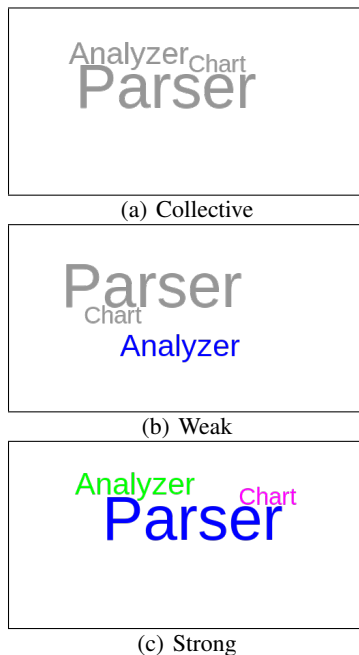 Analyzer
Chart
Parser
(a) Collective
Parser
Chart
Analyzer
(b) Weak
Analyzer
Chart
Parser
(c) Strong